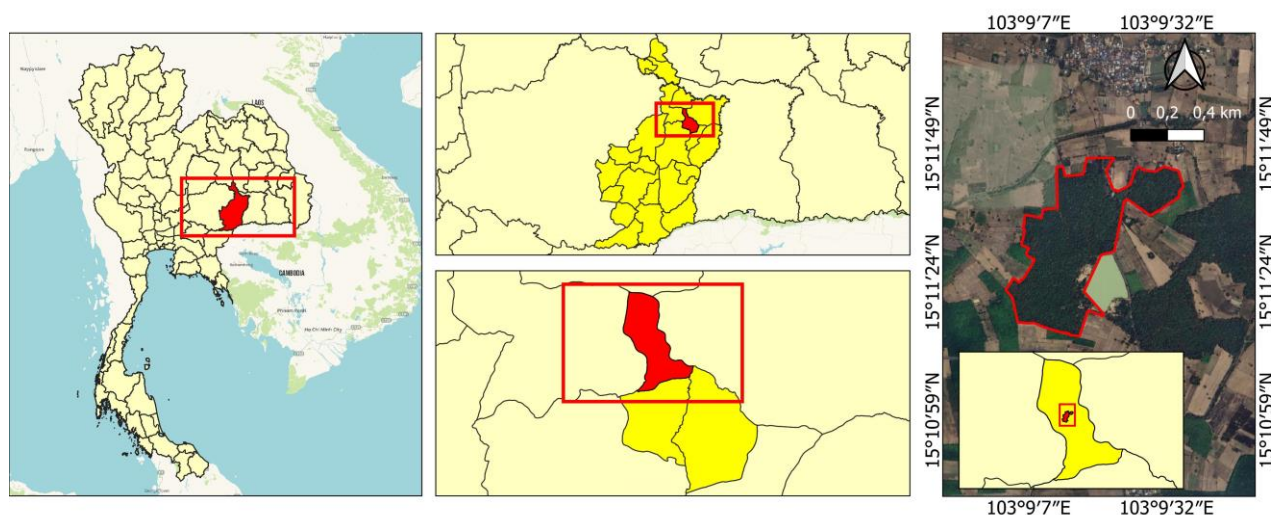 LAOS
CAMBODIA
Phnom Penh
Ho Chi Minh City
103°9′7″E 103°9′32″E
0 0,2 0,4 km
15°11′49″N 15°11′49″N
15°11′24″N 15°11′24″N
15°10′59″N 15°10′59″N
103°9′7″E 103°9′32″E